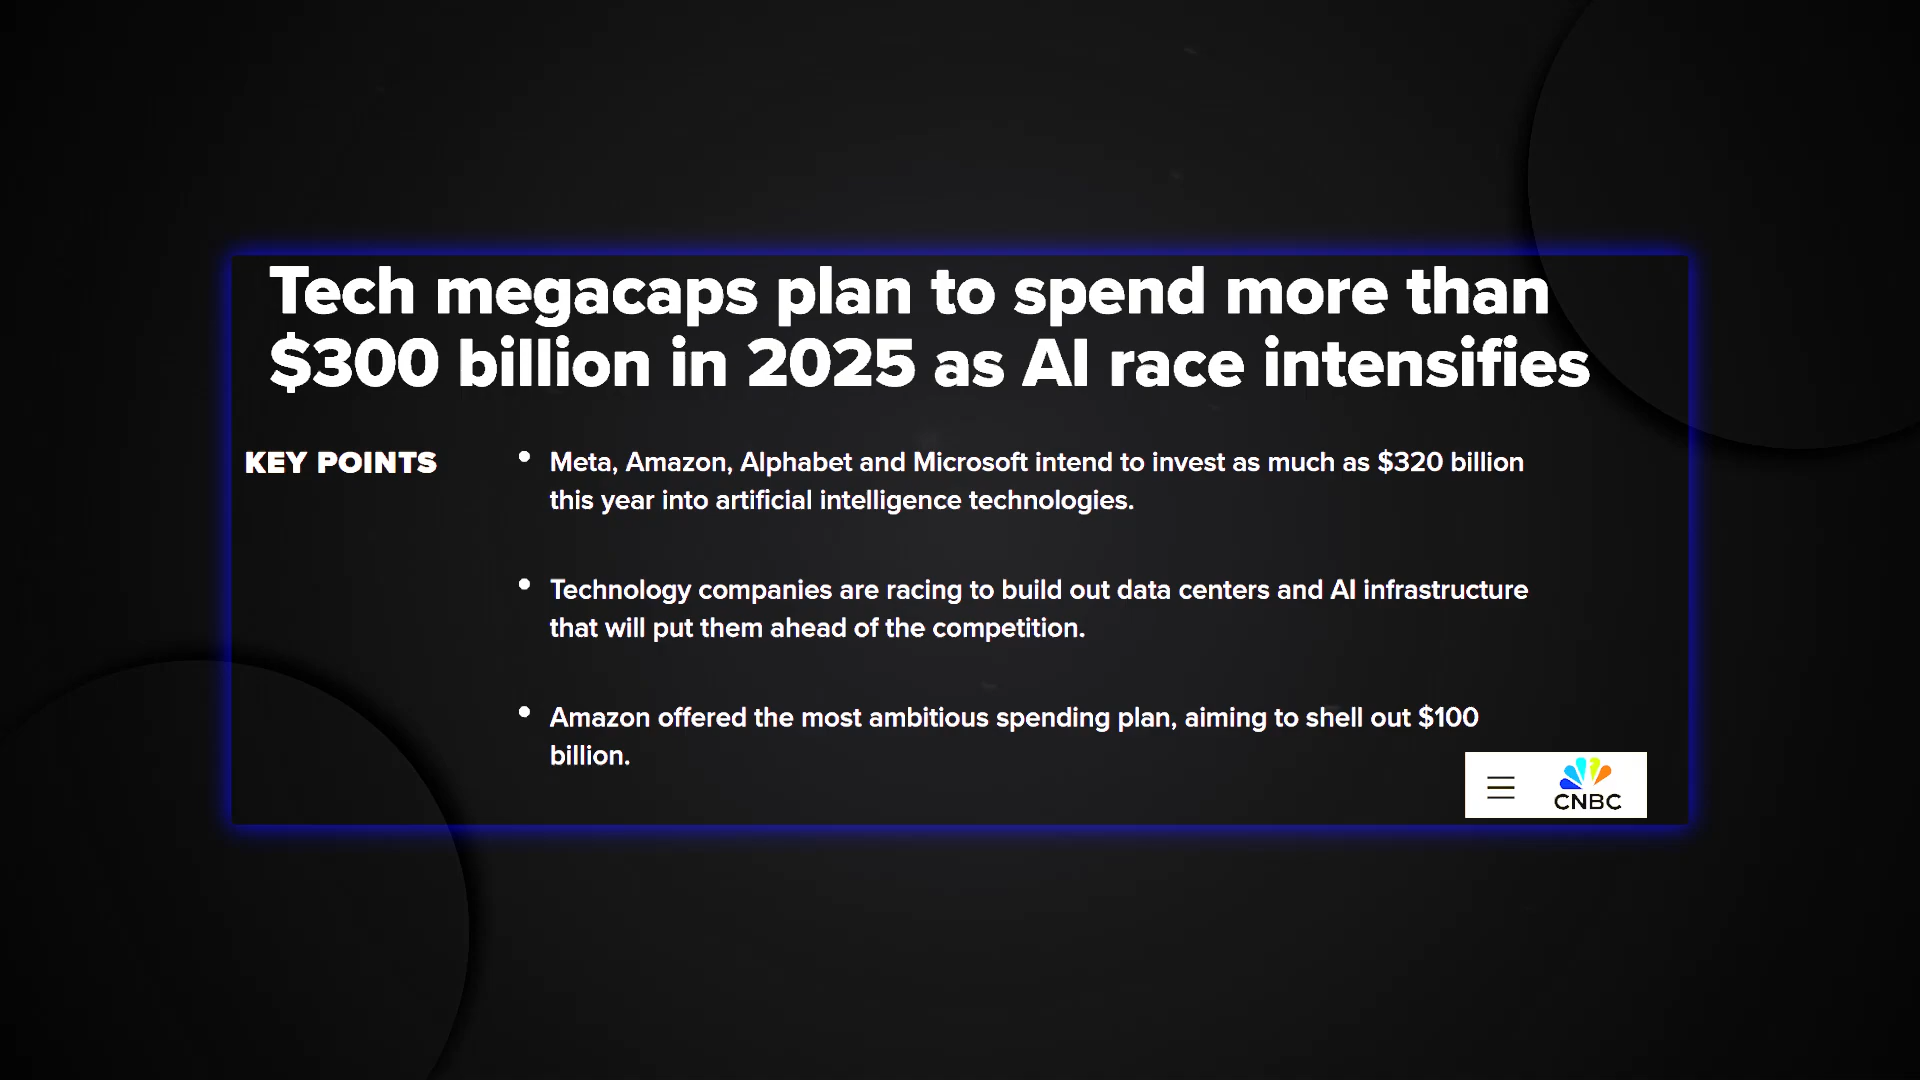 Tech megacaps plan to spend more than
$300 billion in 2025 as AI race intensifies
KEY POINTS
• Meta, Amazon, Alphabet and Microsoft intend to invest as much as $320 billion
this year into artificial intelligence technologies.
• Technology companies are racing to build out data centers and AI infrastructure
that will put them ahead of the competition.
• Amazon offered the most ambitious spending plan, aiming to shell out $100
billion.
CNBC